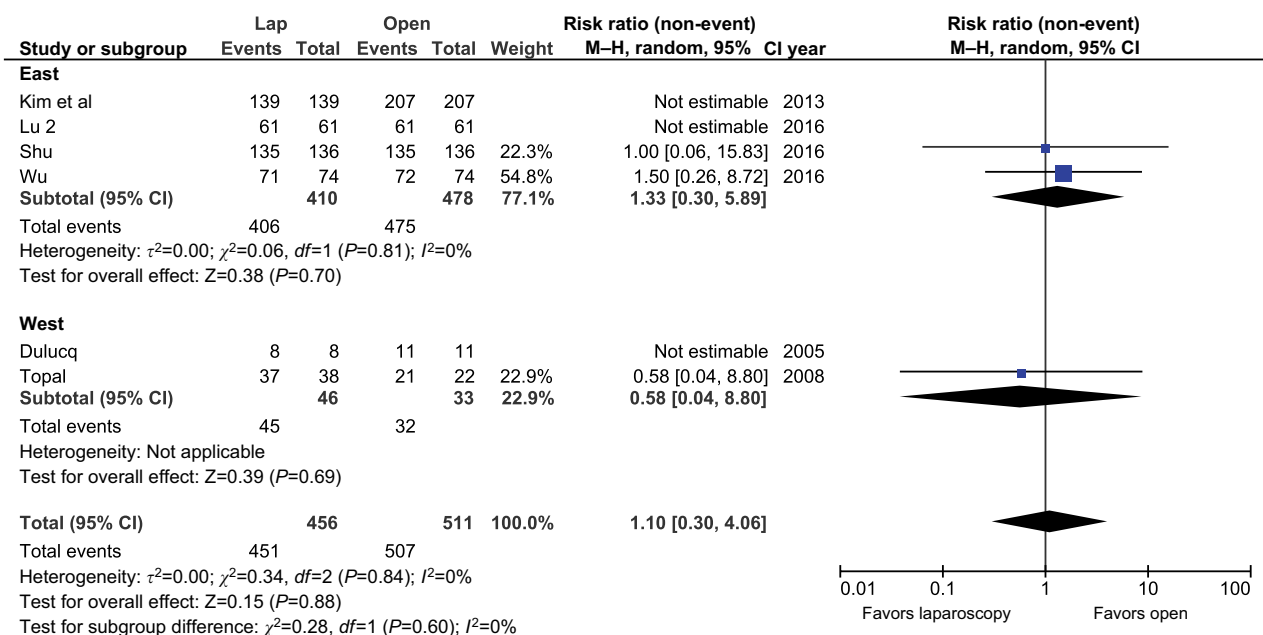 Lap Open Risk ratio (non-event) Risk ratio (non-event)
Study or subgroup Events Total Events Total Weight M–H, random, 95% CI year M–H, random, 95% CI
East
Kim et al 139 139 207 207 Not estimable 2013
Lu 2 61 61 61 61 Not estimable 2016
Shu 135 136 135 136 22.3% 1.00 [0.06, 15.83] 2016
Wu 71 74 72 74 54.8% 1.50 [0.26, 8.72] 2016
Subtotal (95% CI) 410 478 77.1% 1.33 [0.30, 5.89]
Total events 406 475
Heterogeneity: τ²=0.00; χ²=0.06, df=1 (P=0.81); I²=0%
Test for overall effect: Z=0.38 (P=0.70)
West
Dulucq 8 8 11 11 Not estimable 2005
Topal 37 38 21 22 22.9% 0.58 [0.04, 8.80] 2008
Subtotal (95% CI) 46 33 22.9% 0.58 [0.04, 8.80]
Total events 45 32
Heterogeneity: Not applicable
Test for overall effect: Z=0.39 (P=0.69)
Total (95% CI) 456 511 100.0% 1.10 [0.30, 4.06]
Total events 451 507
Heterogeneity: τ²=0.00; χ²=0.34, df=2 (P=0.84); I²=0%
Test for overall effect: Z=0.15 (P=0.88)
Test for subgroup difference: χ²=0.28, df=1 (P=0.60); I²=0%
0.01 0.1 1 10 100
Favors laparoscopy Favors open